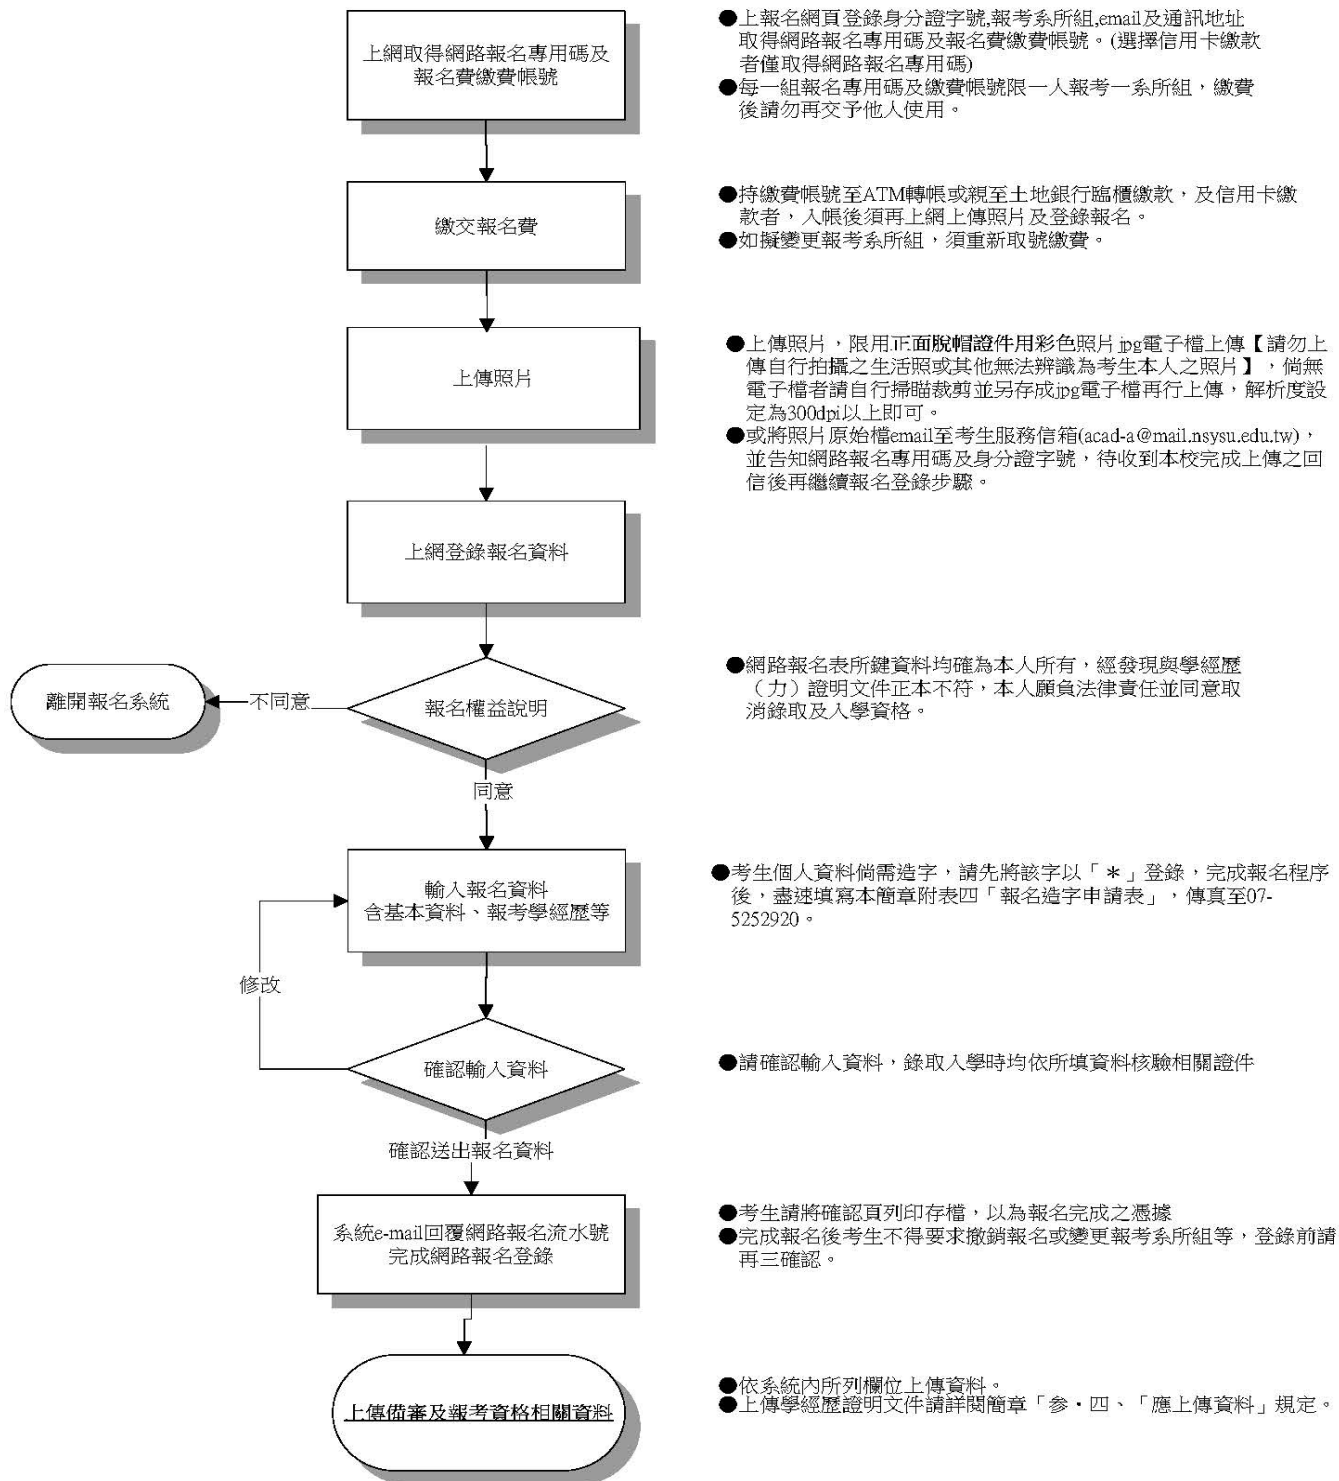 上網取得網路報名專用碼及
報名費繳費帳號
●上報名網頁登錄身分證字號,報考系所組,email及通訊地址
取得網路報名專用碼及報名費繳費帳號。(選擇信用卡繳款
者僅取得網路報名專用碼)
●每一組報名專用碼及繳費帳號限一人報考一系所組，繳費
後請勿再交予他人使用。
繳交報名費
●持繳費帳號至ATM轉帳或親至土地銀行臨櫃繳款，及信用卡繳
款者，入帳後須再上網上傳照片及登錄報名。
●如擬變更報考系所組，須重新取號繳費。
上傳照片
●上傳照片，限用正面脫帽證件用彩色照片jpg電子檔上傳【請勿上
傳自行拍攝之生活照或其他無法辨識為考生本人之照片】，倘無
電子檔者請自行掃瞄裁剪並另存成jpg電子檔再行上傳，解析度設
定為300dpi以上即可。
●或將照片原始檔email至考生服務信箱(acad-a@mail.nsysu.edu.tw)，
並告知網路報名專用碼及身分證字號，待收到本校完成上傳之回
信後再繼續報名登錄步驟。
上網登錄報名資料
離開報名系統
不同意
報名權益說明
●網路報名表所鍵資料均確為本人所有，經發現與學經歷
（力）證明文件正本不符，本人願負法律責任並同意取
消錄取及入學資格。
同意
輸入報名資料
含基本資料、報考學經歷等
●考生個人資料倘需造字，請先將該字以「＊」登錄，完成報名程序
後，盡速填寫本簡章附表四「報名造字申請表」，傳真至07-
5252920。
修改
確認輸入資料
●請確認輸入資料，錄取入學時均依所填資料核驗相關證件
確認送出報名資料
系統e-mail回覆網路報名流水號
完成網路報名登錄
●考生請將確認頁列印存檔，以為報名完成之憑據
●完成報名後考生不得要求撤銷報名或變更報考系所組等，登錄前請
再三確認。
上傳備審及報考資格相關資料
●依系統內所列欄位上傳資料。
●上傳學經歷證明文件請詳閱簡章「參‧四、「應上傳資料」規定。